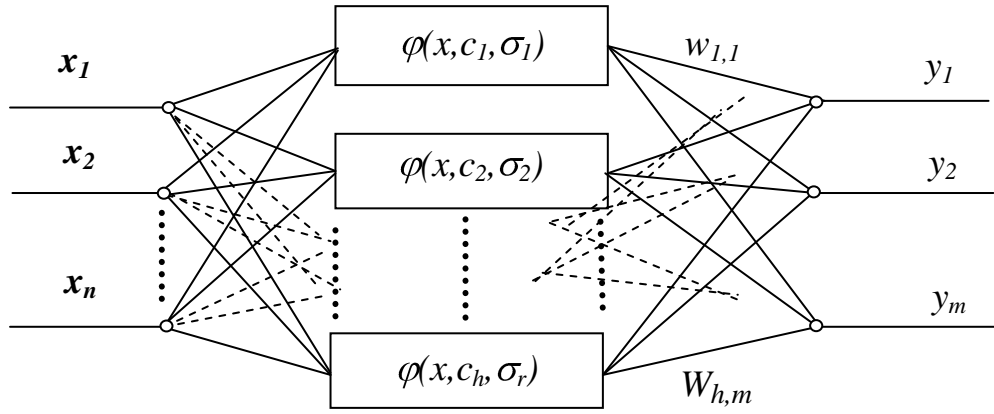 x1
x2
xn
φ(x,c1,σ1)
φ(x,c2,σ2)
φ(x,ch,σr)
w1,1
Wh,m
y1
y2
ym